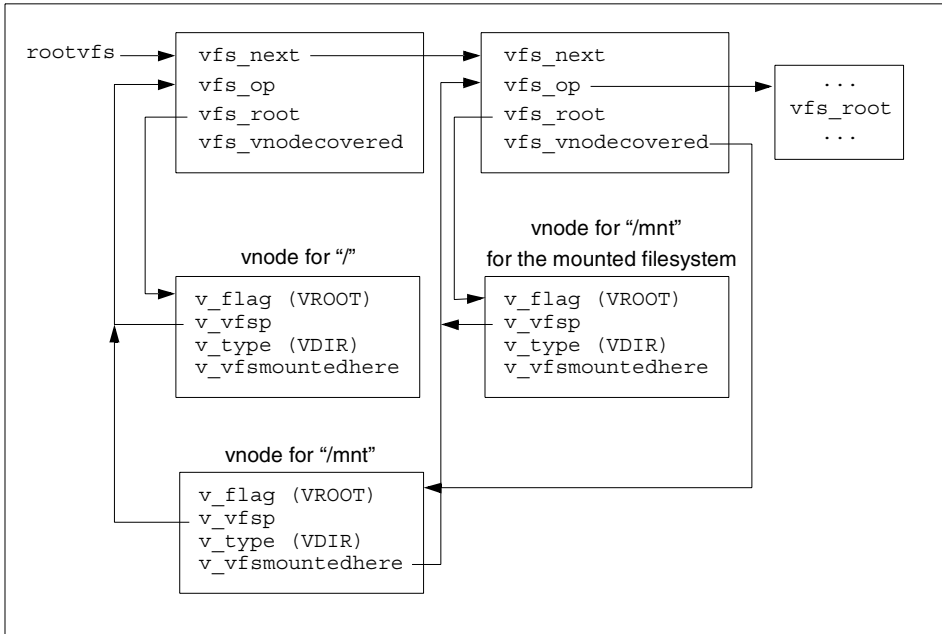 rootvfs
vfs_next
vfs_op
vfs_root
vfs_vnodecovered
vfs_next
vfs_op
vfs_root
vfs_vnodecovered
...
vfs_root
...
vnode for “/”
v_flag (VROOT)
v_vfsp
v_type (VDIR)
v_vfsmountedhere
vnode for “/mnt”
for the mounted filesystem
v_flag (VROOT)
v_vfsp
v_type (VDIR)
v_vfsmountedhere
vnode for “/mnt”
v_flag (VROOT)
v_vfsp
v_type (VDIR)
v_vfsmountedhere